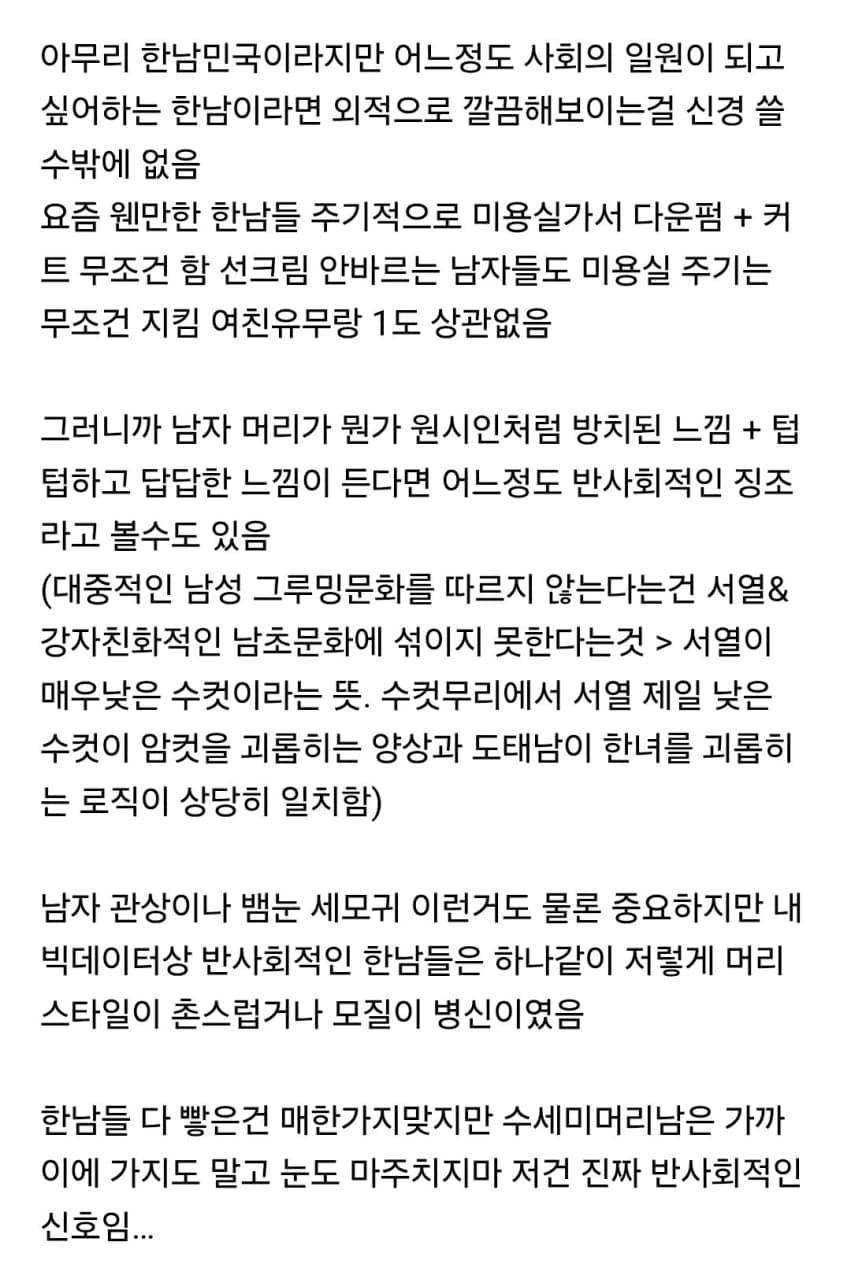 아무리 한남민국이라지만 어느정도 사회의 일원이 되고
싶어하는 한남이라면 외적으로 깔끔해보이는걸 신경 쓸
수밖에 없음
요즘 웬만한 한남들 주기적으로 미용실가서 다운펌 + 커
트 무조건 함 선크림 안바르는 남자들도 미용실 주기는
무조건 지킴 여친유무랑 1도 상관없음
그러니까 남자 머리가 뭔가 원시인처럼 방치된 느낌 + 텁
텁하고 답답한 느낌이 든다면 어느정도 반사회적인 징조
라고 볼수도 있음
(대중적인 남성 그루밍문화를 따르지 않는다는건 서열&
강자친화적인 남초문화에 섞이지 못한다는것 > 서열이
매우낮은 수컷이라는 뜻. 수컷무리에서 서열 제일 낮은
수컷이 암컷을 괴롭히는 양상과 도태남이 한녀를 괴롭히
는 로직이 상당히 일치함)
남자 관상이나 뱀눈 세모귀 이런거도 물론 중요하지만 내
빅데이터상 반사회적인 한남들은 하나같이 저렇게 머리
스타일이 촌스럽거나 모질이 병신이였음
한남들 다 빻은건 매한가지맞지만 수세미머리남은 가까
이에 가지도 말고 눈도 마주치지마 저건 진짜 반사회적인
신호임...